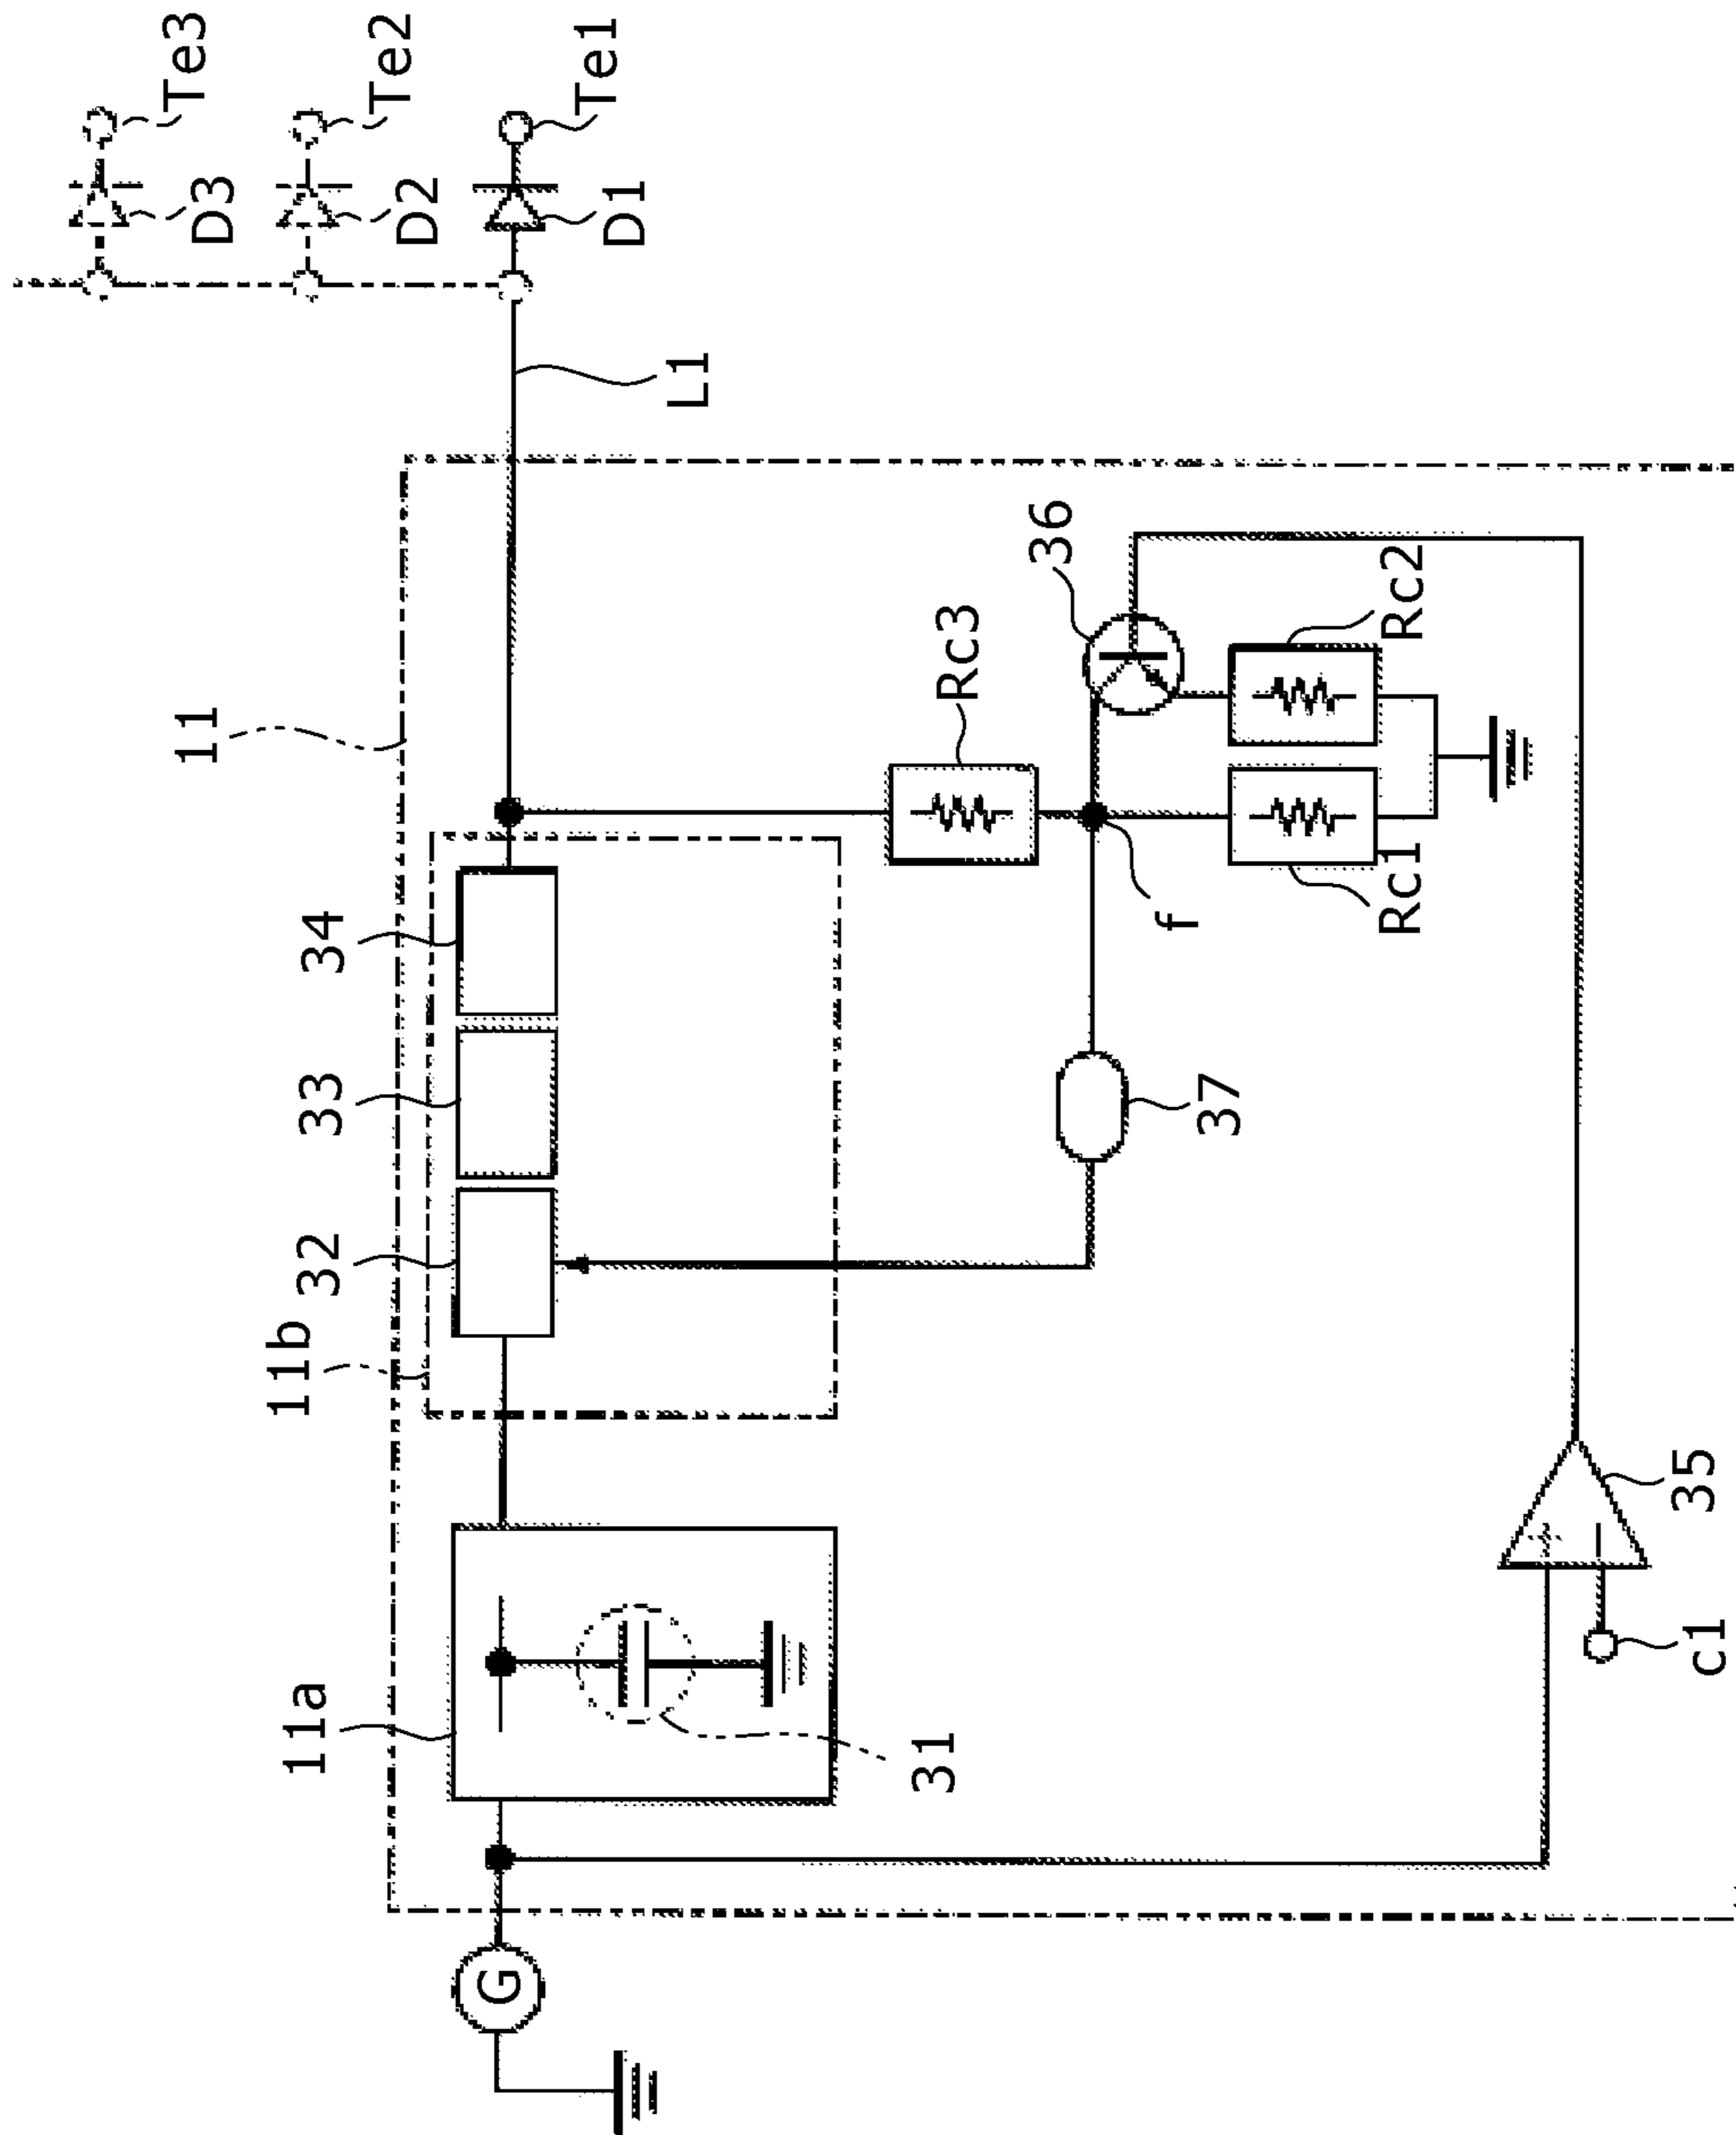 Te3
D3
Te2
D2
Te1
D1
L1
11
36
Rc2
Rc3
Rc1
f
34
33
37
32
11b
35
11a
31
c1
G
+
−